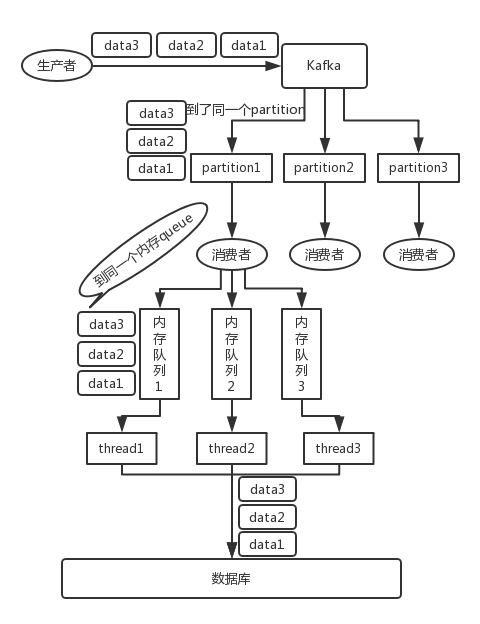 data3
data2
data1
生产者
Kafka
到了同一个partition
data3
data2
data1
partition1
partition2
partition3
到同一个内存queue
消费者
消费者
消费者
data3
data2
data1
内存队列1
内存队列2
内存队列3
thread1
thread2
thread3
data3
data2
data1
数据库